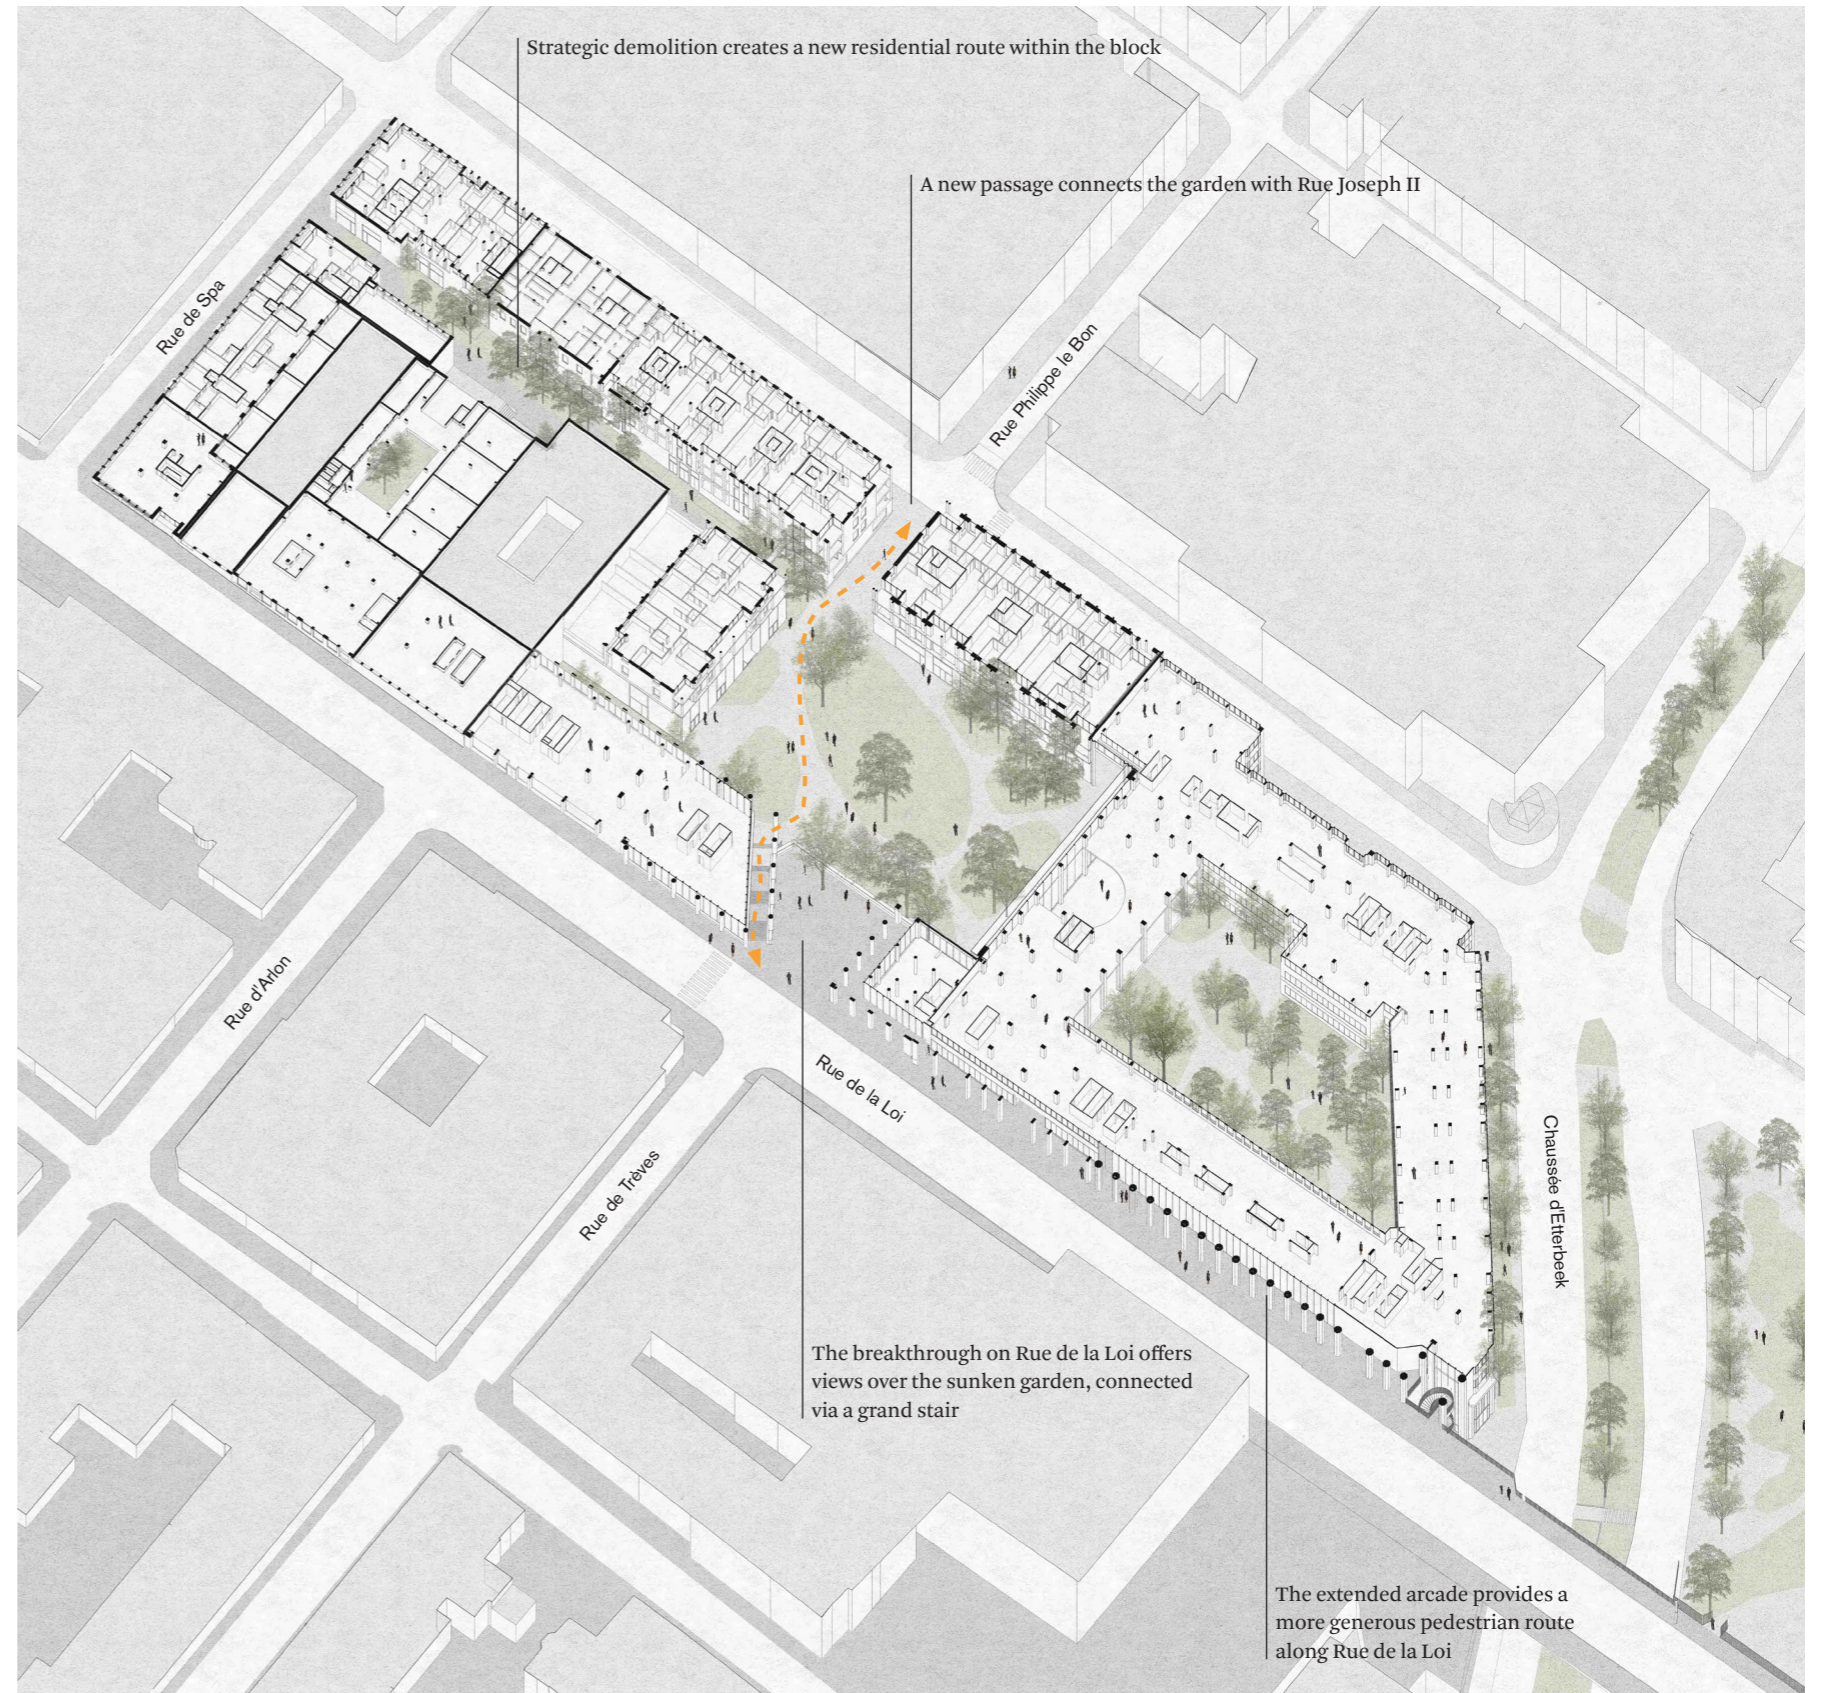 Strategic demolition creates a new residential route within the block
A new passage connects the garden with Rue Joseph II
Rue de Spa
Rue Philippe le Bon
Rue d'Arlon
Rue de la Loi
Rue de Trèves
Chaussée d'Etterbeek
The breakthrough on Rue de la Loi offers
views over the sunken garden, connected
via a grand stair
The extended arcade provides a
more generous pedestrian route
along Rue de la Loi